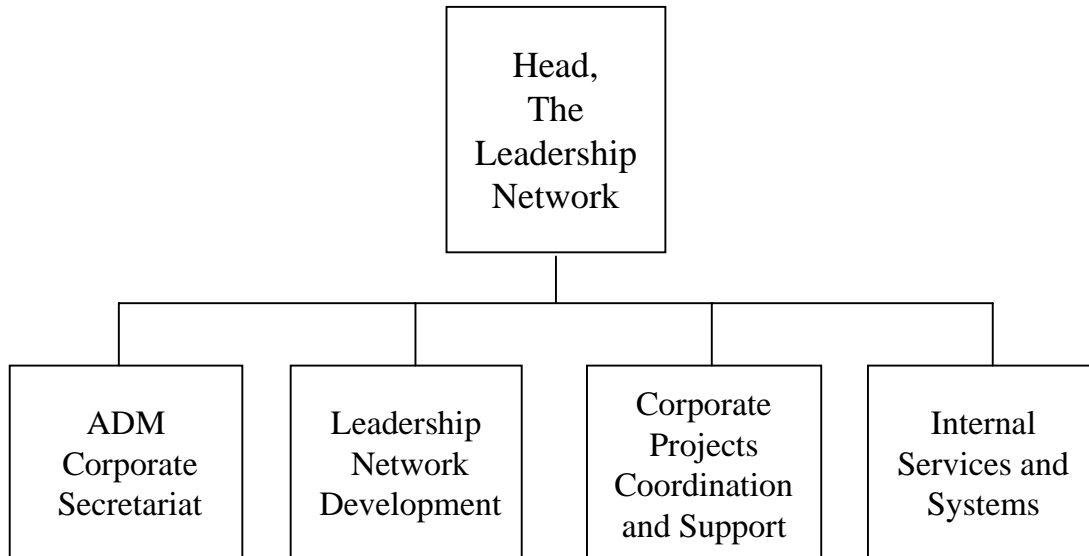 Head,
The
Leadership
Network
ADM
Corporate
Secretariat
Leadership
Network
Development
Corporate
Projects
Coordination
and Support
Internal
Services and
Systems